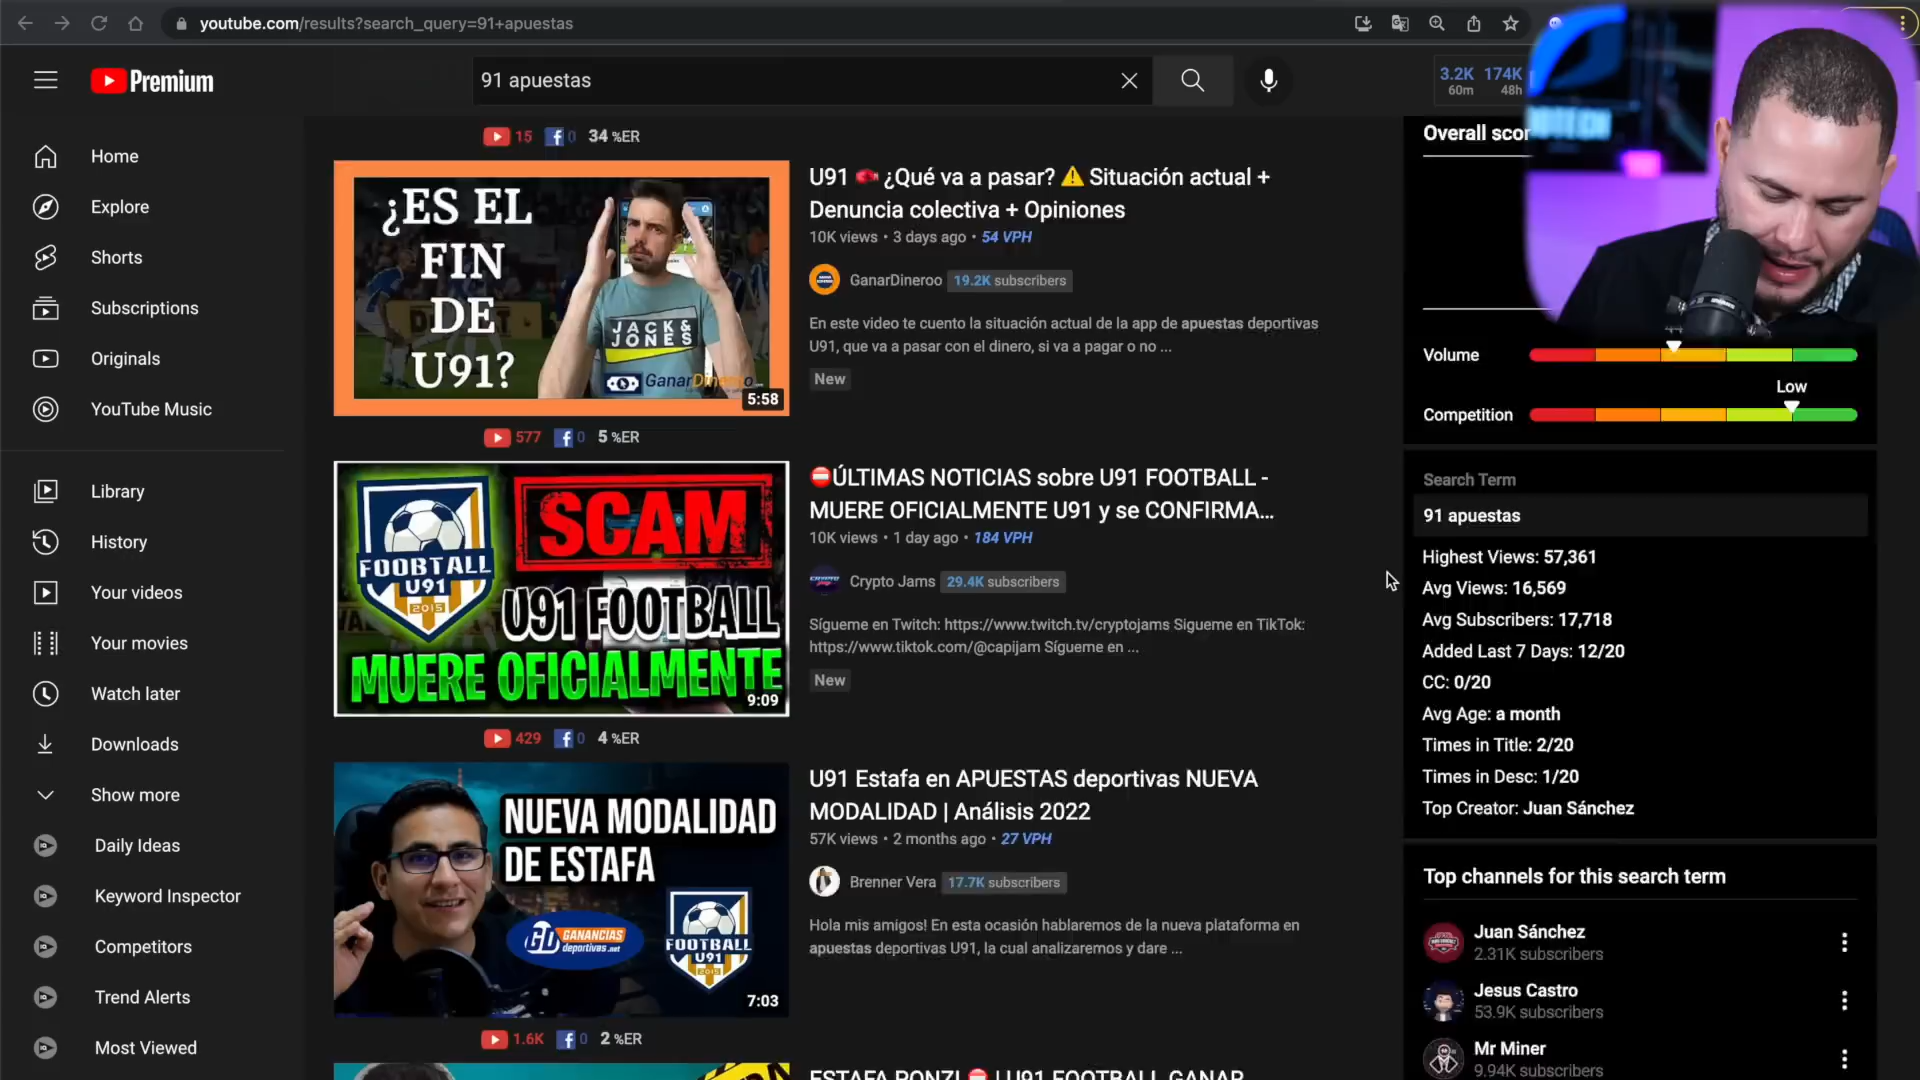 youtube.com/results?search_query=91+apuestas
Premium
91 apuestas
3.2K 174K
60m 48h
Home
Explore
Shorts
Subscriptions
Originals
YouTube Music
Library
History
Your videos
Your movies
Watch later
Downloads
Show more
Daily Ideas
Keyword Inspector
Competitors
Trend Alerts
Most Viewed
15 0 34 %ER
¿ES EL
FIN
DE
U91?
JACK&
JONES
5:58
U91 🥊 ¿Qué va a pasar? ⚠️ Situación actual +
Denuncia colectiva + Opiniones
10K views • 3 days ago • 54 VPH
GanarDineroo 19.2K subscribers
En este video te cuento la situación actual de la app de apuestas deportivas
U91, que va a pasar con el dinero, si va a pagar o no ...
New
577 0 5 %ER
FOOBTALL
U91
2015
SCAM
U91 FOOTBALL
MUERE OFICIALMENTE
9:09
⛔ÚLTIMAS NOTICIAS sobre U91 FOOTBALL -
MUERE OFICIALMENTE U91 y se CONFIRMA...
10K views • 1 day ago • 184 VPH
Crypto Jams 29.4K subscribers
Sígueme en Twitch: https://www.twitch.tv/cryptojams Sigueme en TikTok:
https://www.tiktok.com/@capijam Sígueme en ...
New
429 0 4 %ER
NUEVA MODALIDAD
DE ESTAFA
GD GANANCIAS
deportivas.net
FOOTBALL
U91
2015
7:03
U91 Estafa en APUESTAS deportivas NUEVA
MODALIDAD | Análisis 2022
57K views • 2 months ago • 27 VPH
Brenner Vera 17.7K subscribers
Hola mis amigos! En esta ocasión hablaremos de la nueva plataforma en
apuestas deportivas U91, la cual analizaremos y dare ...
1.6K 0 2 %ER
ESTAFA PONZI ⛔ | U91 FOOTBALL GANAR
Overall scor
Volume
Low
Competition
Search Term
91 apuestas
Highest Views: 57,361
Avg Views: 16,569
Avg Subscribers: 17,718
Added Last 7 Days: 12/20
CC: 0/20
Avg Age: a month
Times in Title: 2/20
Times in Desc: 1/20
Top Creator: Juan Sánchez
Top channels for this search term
Juan Sánchez
2.31K subscribers
Jesus Castro
53.9K subscribers
Mr Miner
9.94K subscribers